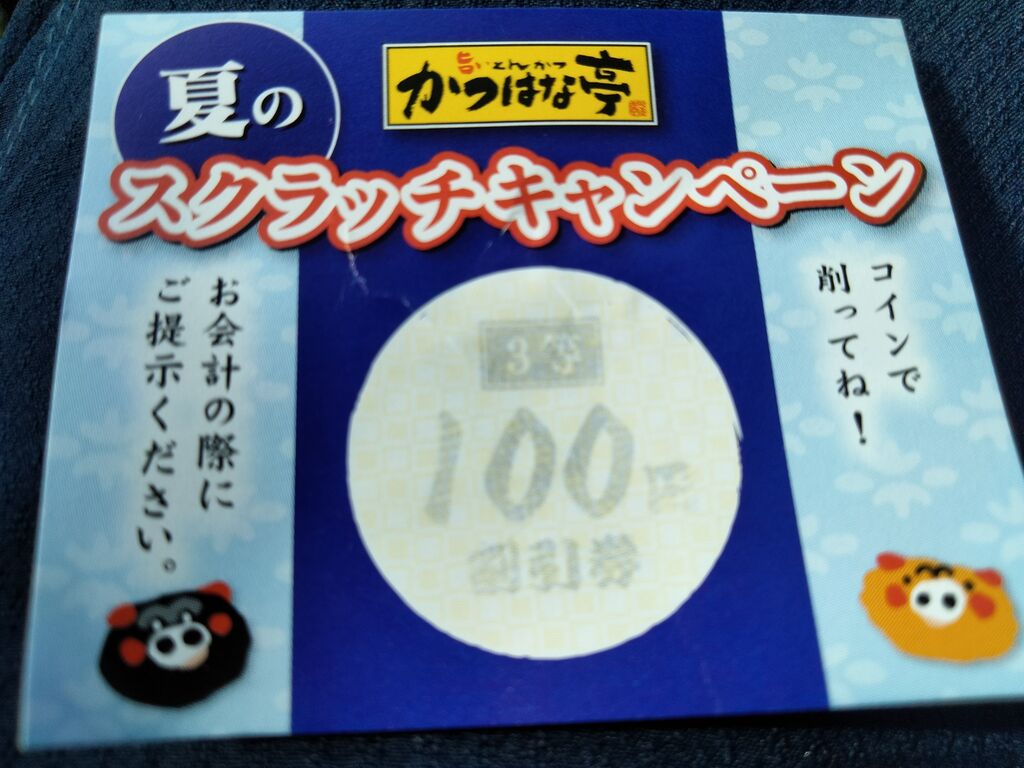 夏の
旨いとんかつ
かつはな亭
スクラッチキャンペーン
コインで
削ってね！
お会計の際に
ご提示ください。
3等
100円
割引券